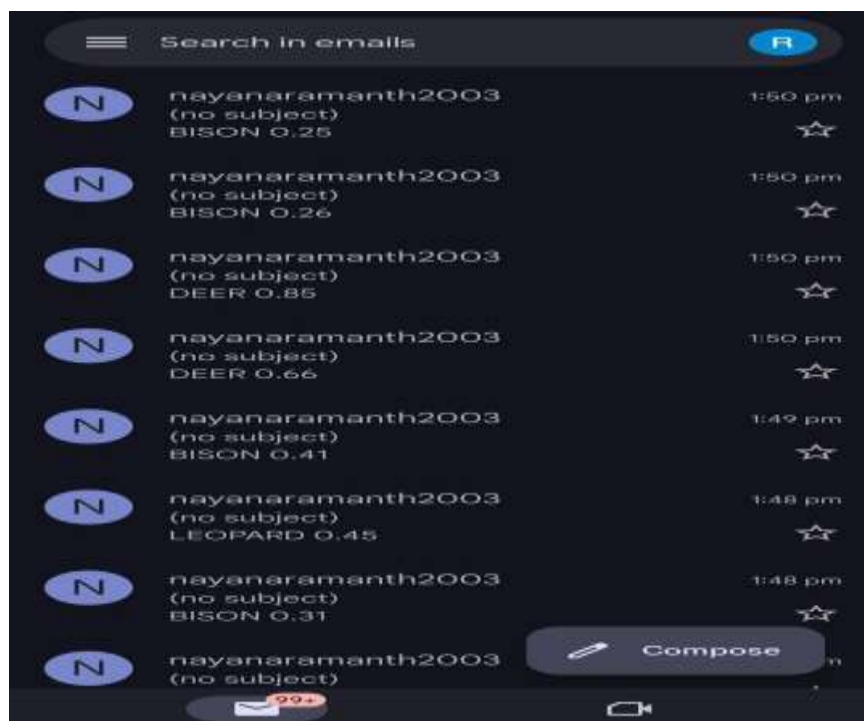 Search in emails
R
N
nayanaramanth2003
1:50 pm
(no subject)
BISON 0.25
N
nayanaramanth2003
1:50 pm
(no subject)
BISON 0.26
N
nayanaramanth2003
1:50 pm
(no subject)
DEER 0.85
N
nayanaramanth2003
1:50 pm
(no subject)
DEER 0.66
N
nayanaramanth2003
1:49 pm
(no subject)
BISON 0.41
N
nayanaramanth2003
1:48 pm
(no subject)
LEOPARD 0.45
N
nayanaramanth2003
1:48 pm
(no subject)
BISON 0.31
N
nayanaramanth2003
(no subject)
Compose
99+